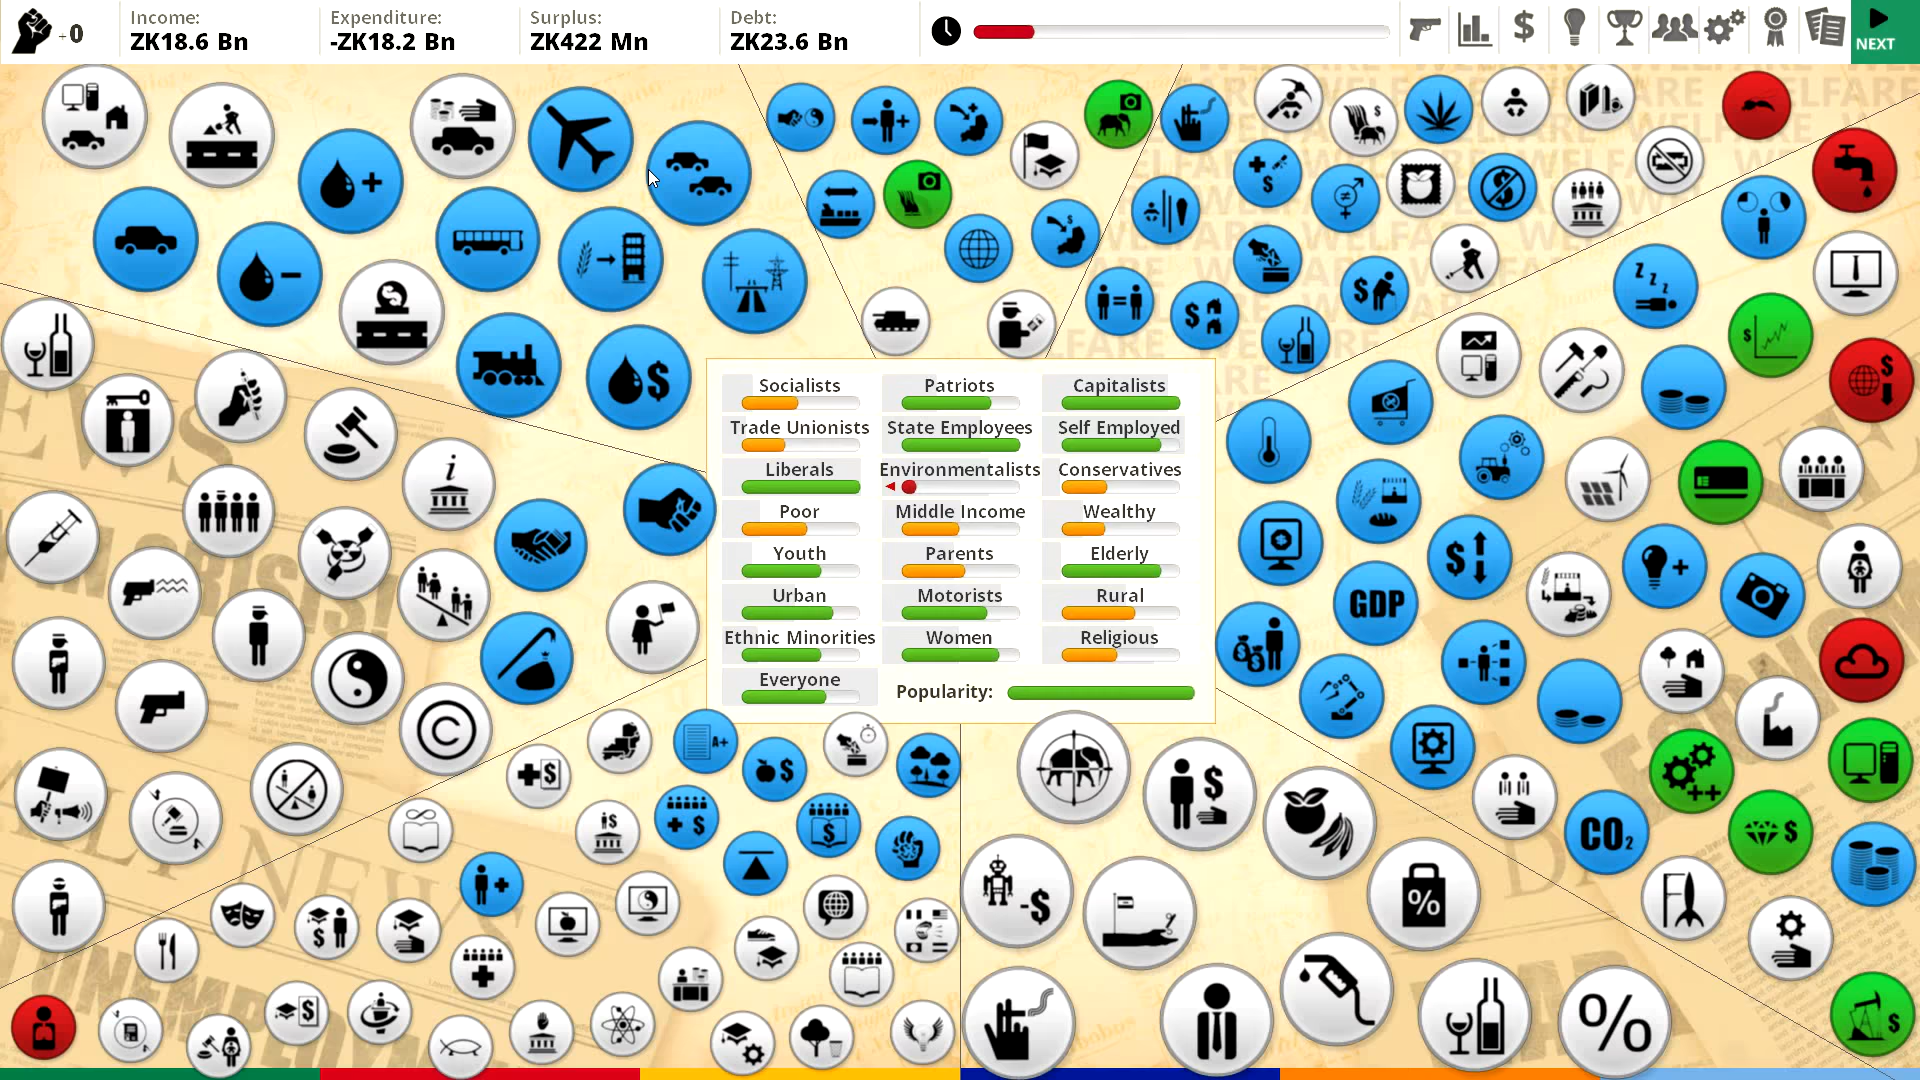 +0
Income:
ZK18.6 Bn
Expenditure:
-ZK18.2 Bn
Surplus:
ZK422 Mn
Debt:
ZK23.6 Bn
NEXT
Socialists
Patriots
Capitalists
Trade Unionists
State Employees
Self Employed
Liberals
Environmentalists
Conservatives
Poor
Middle Income
Wealthy
Youth
Parents
Elderly
Urban
Motorists
Rural
Ethnic Minorities
Women
Religious
Everyone
Popularity:
GDP
CO₂
A+
WELFARE